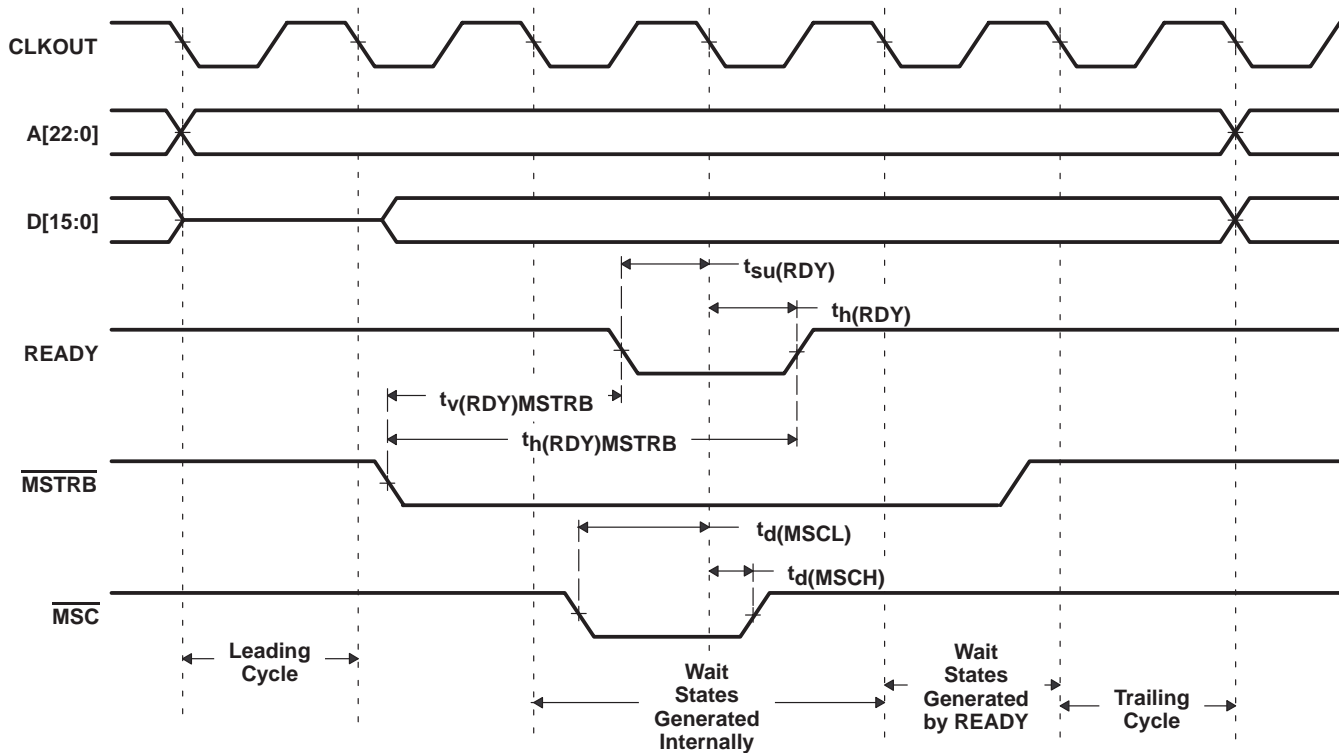 CLKOUT
A[22:0]
D[15:0]
tsu(RDY)
th(RDY)
READY
tv(RDY)MSTRB
th(RDY)MSTRB
MSTRB
td(MSCL)
td(MSCH)
MSC
Leading
Cycle
Wait
States
Generated
Internally
Wait
States
Generated
by READY
Trailing
Cycle